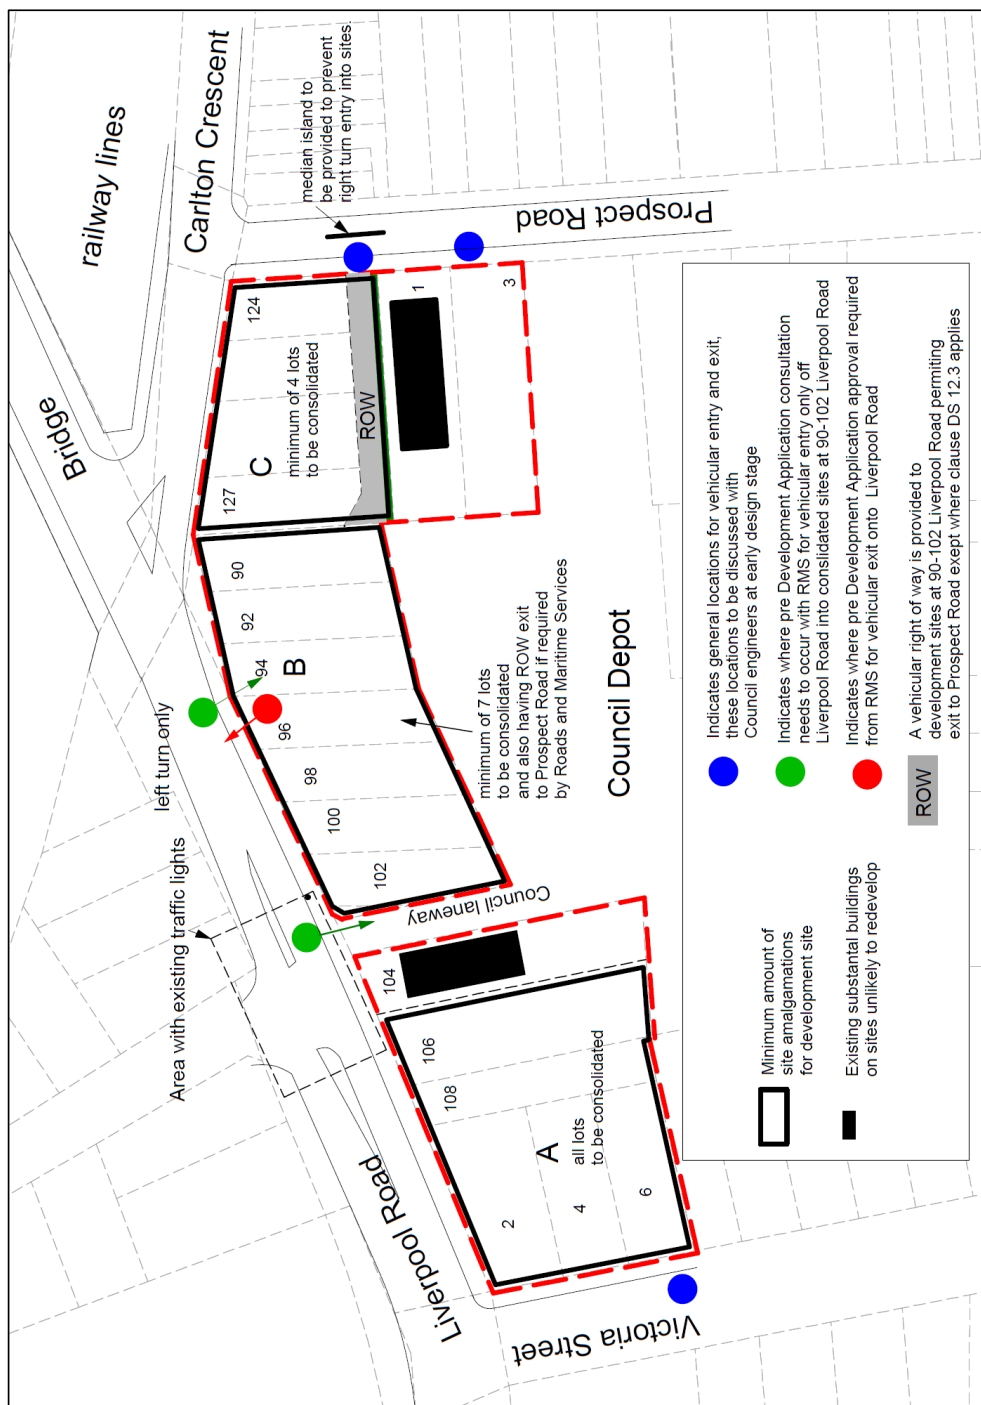 railway lines
Carlton Crescent
Bridge
median island to
be provided to prevent
right turn entry into sites.
Prospect Road
124
127
C
minimum of 4 lots
to be consolidated
ROW
1
3
left turn only
90
92
94
96
98
100
102
B
minimum of 7 lots
to be consolidated
and also having ROW exit
to Prospect Road if required
by Roads and Maritime Services
Council Depot
Area with existing traffic lights
Council laneway
104
106
108
A
all lots
to be consolidated
2
4
6
Liverpool Road
Victoria Street
Minimum amount of
site amalgamations
for development site
Existing substantal buildings
on sites unlikely to redevelop
Indicates general locations for vehicular entry and exit,
these locations to be discussed with
Council engineers at early design stage
Indicates where pre Development Application consultation
needs to occur with RMS for vehicular entry only off
Liverpool Road into conslidated sites at 90-102 Liverpool Road
Indicates where pre Development Application approval required
from RMS for vehicular exit onto Liverpool Road
ROW
A vehicular right of way is provided to
development sites at 90-102 Liverpool Road permiting
exit to Prospect Road exept where clause DS 12.3 applies